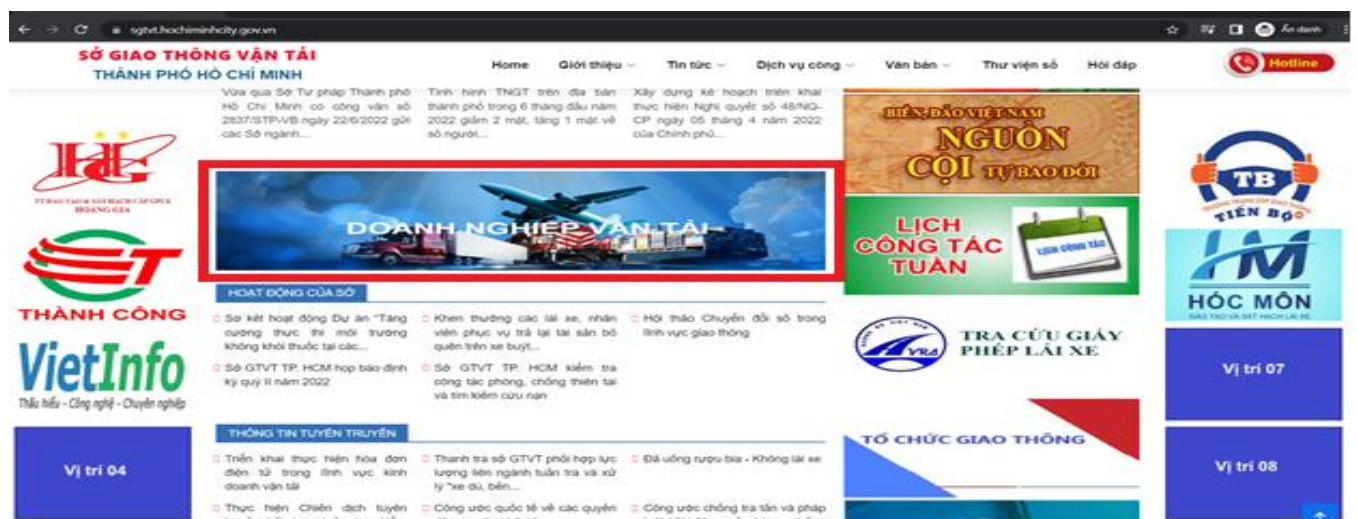 sgtvt.hochiminhcity.gov.vn
Ẩn danh
SỞ GIAO THÔNG VẬN TẢI
THÀNH PHỐ HỒ CHÍ MINH
Home Giới thiệu Tin tức Dịch vụ công Văn bản Thư viện số Hỏi đáp
Hotline
Vừa qua Sở Tư pháp Thành phố
Hồ Chí Minh có công văn số
2837/STP-VB ngày 22/6/2022 gửi
các Sở ngành...
Tình hình TNGT trên địa bàn
thành phố trong 6 tháng đầu năm
2022 giảm 2 mặt, tăng 1 mặt về
số người...
Xây dựng kế hoạch triển khai
thực hiện Nghị quyết số 48/NQ-
CP ngày 05 tháng 4 năm 2022
của Chính phủ...
DOANH NGHIỆP VẬN TẢI
HOẠT ĐỘNG CỦA SỞ
Sơ kết hoạt động Dự án "Tăng
cường thực thi môi trường
không khói thuốc tại các...
Khen thưởng các lái xe, nhân
viên phục vụ trả lại tài sản bỏ
quên trên xe buýt...
Hội thảo Chuyển đổi số trong
lĩnh vực giao thông
Sở GTVT TP. HCM họp báo định
kỳ quý II năm 2022
Sở GTVT TP. HCM kiểm tra
công tác phòng, chống thiên tai
và tìm kiếm cứu nạn
THÔNG TIN TUYÊN TRUYỀN
Triển khai thực hiện hóa đơn
điện tử trong lĩnh vực kinh
doanh vận tải
Thanh tra sở GTVT phối hợp lực
lượng liên ngành tuần tra và xử
lý "xe dù, bến...
Đã uống rượu bia - Không lái xe
Thực hiện Chiến dịch tuyên
Công ước quốc tế về các quyền
Công ước chống tra tấn và pháp
HG
HOÀNG GIA
THÀNH CÔNG
VietInfo
Thấu hiểu - Công nghệ - Chuyên nghiệp
Vị trí 04
BIỂN, ĐẢO VIỆT NAM
NGUỒN
CỘI TỰ BAO ĐỜI
LỊCH
CÔNG TÁC
TUẦN
LỊCH CÔNG TÁC
VRA
TRA CỨU GIẤY
PHÉP LÁI XE
TỔ CHỨC GIAO THÔNG
TB
TIẾN BỘ
HM
HÓC MÔN
ĐÀO TẠO VÀ SÁT HẠCH LÁI XE
Vị trí 07
Vị trí 08